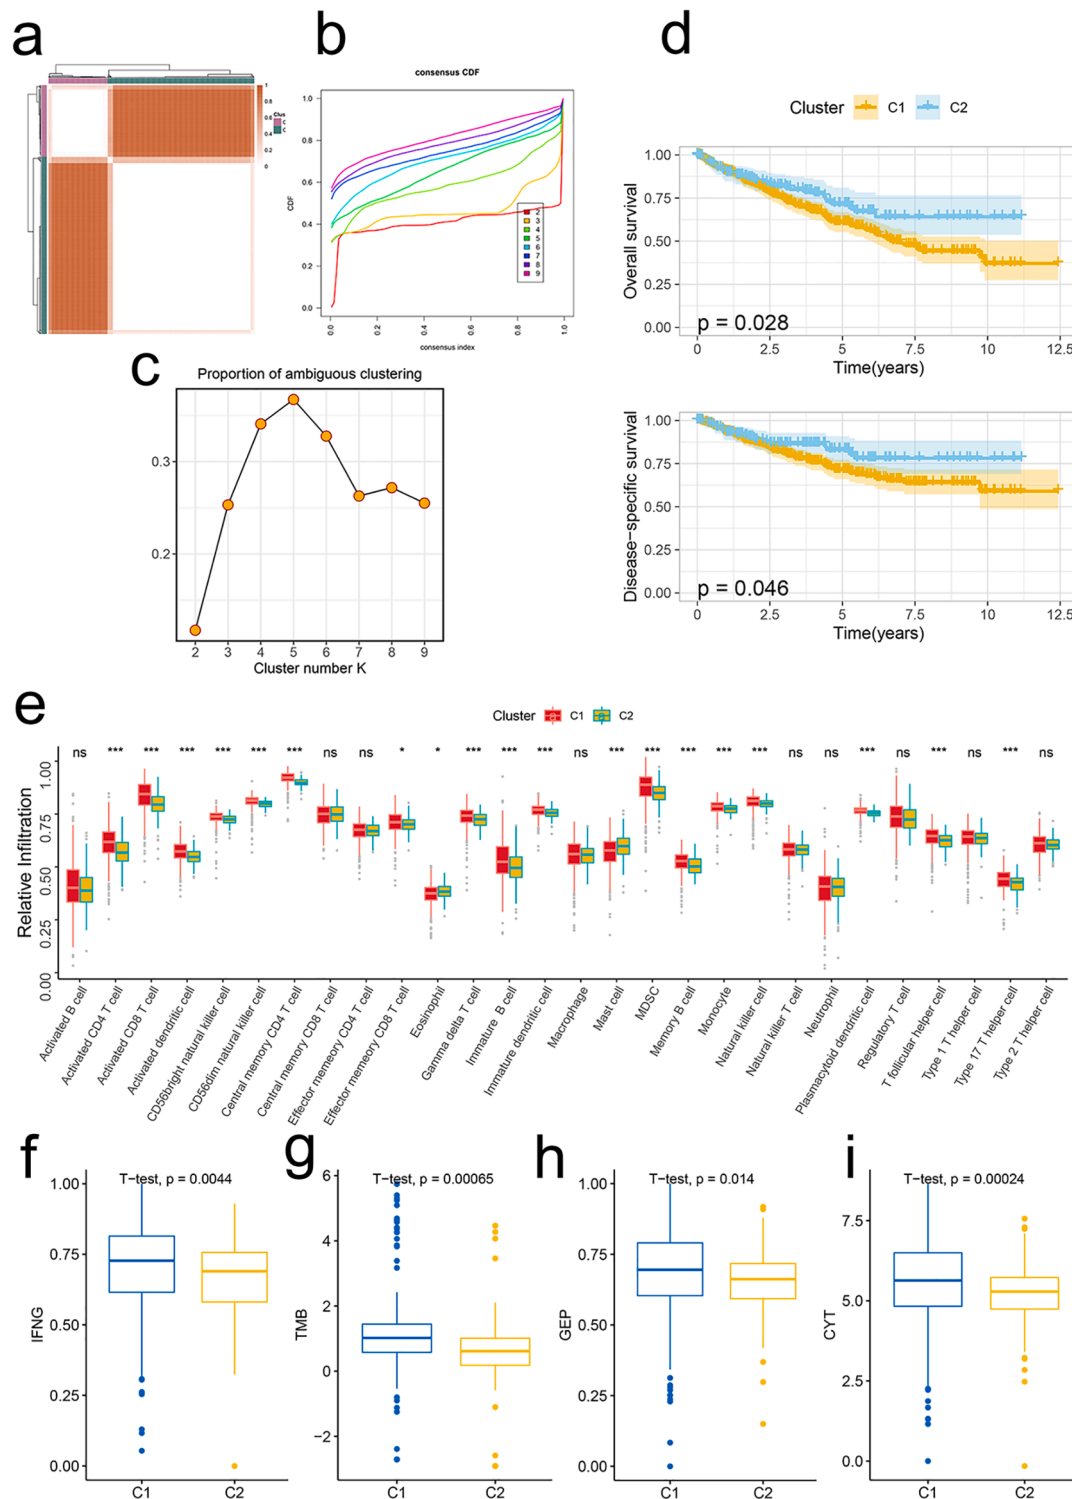 a
1
0.8
0.6
0.4
0.2
0
Clus
C
C
b
consensus CDF
CDF
1.0
0.8
0.6
0.4
0.2
0.0
2
3
4
5
6
7
8
9
0.0 0.2 0.4 0.6 0.8 1.0
consensus index
c
Proportion of ambiguous clustering
0.3
0.2
2 3 4 5 6 7 8 9
Cluster number K
d
Cluster C1 C2
Overall survival
1.00
0.75
0.50
0.25
0.00
p = 0.028
0 2.5 5 7.5 10 12.5
Time(years)
Disease−specific survival
1.00
0.75
0.50
0.25
0.00
p = 0.046
0 2.5 5 7.5 10 12.5
Time(years)
e
Cluster C1 C2
ns *** *** *** *** *** *** ns ns * * *** *** *** ns *** *** *** *** *** ns ns *** ns *** ns *** ns
Relative Infiltration
1.00
0.75
0.50
0.25
0.00
Activated B cell
Activated CD4 T cell
Activated CD8 T cell
Activated dendritic cell
CD56bright natural killer cell
CD56dim natural killer cell
Central memory CD4 T cell
Central memory CD8 T cell
Effector memeory CD4 T cell
Effector memeory CD8 T cell
Eosinophil
Gamma delta T cell
Immature B cell
Immature dendritic cell
Macrophage
Mast cell
MDSC
Memory B cell
Monocyte
Natural killer cell
Natural killer T cell
Neutrophil
Plasmacytoid dendritic cell
Regulatory T cell
T follicular helper cell
Type 1 T helper cell
Type 17 T helper cell
Type 2 T helper cell
f
T−test, p = 0.0044
IFNG
1.00
0.75
0.50
0.25
0.00
C1 C2
g
T−test, p = 0.00065
TMB
6
4
2
0
−2
C1 C2
h
T−test, p = 0.014
GEP
1.00
0.75
0.50
0.25
0.00
C1 C2
i
T−test, p = 0.00024
CYT
7.5
5.0
2.5
0.0
C1 C2